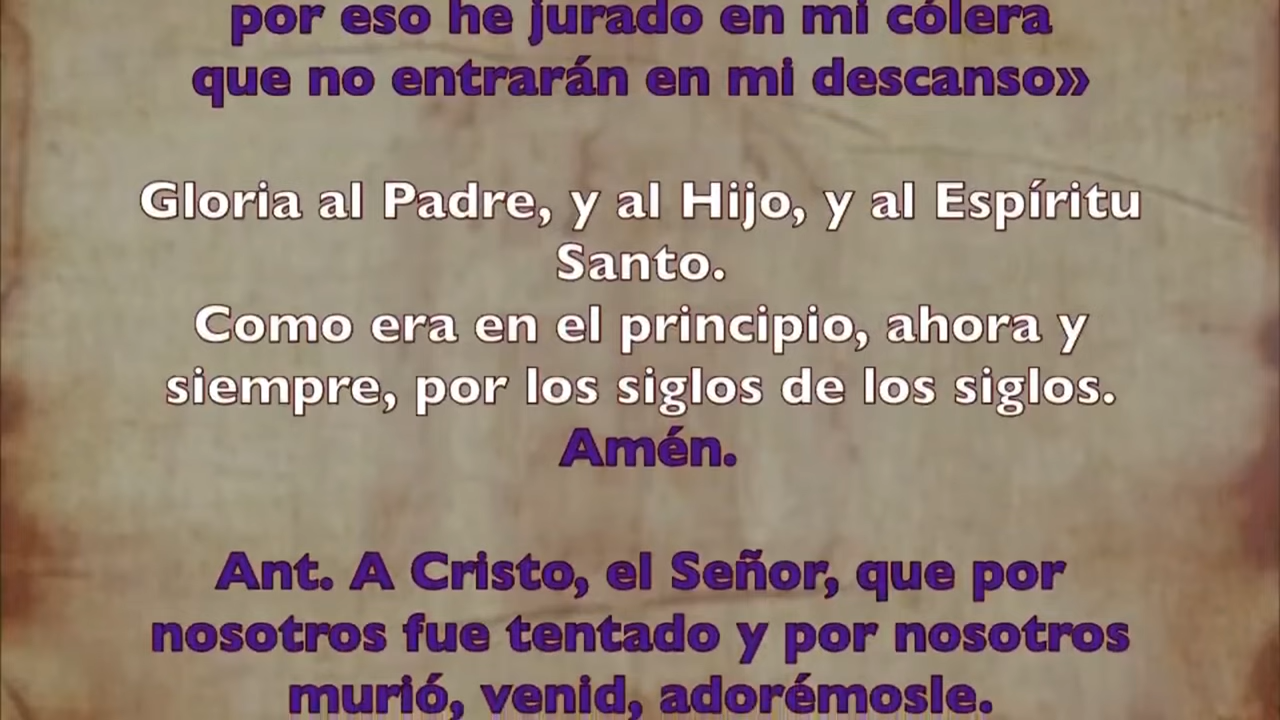 por eso he jurado en mi cólera
que no entrarán en mi descanso»
Gloria al Padre, y al Hijo, y al Espíritu
Santo.
Como era en el principio, ahora y
siempre, por los siglos de los siglos.
Amén.
Ant. A Cristo, el Señor, que por
nosotros fue tentado y por nosotros
murió, venid, adorémosle.